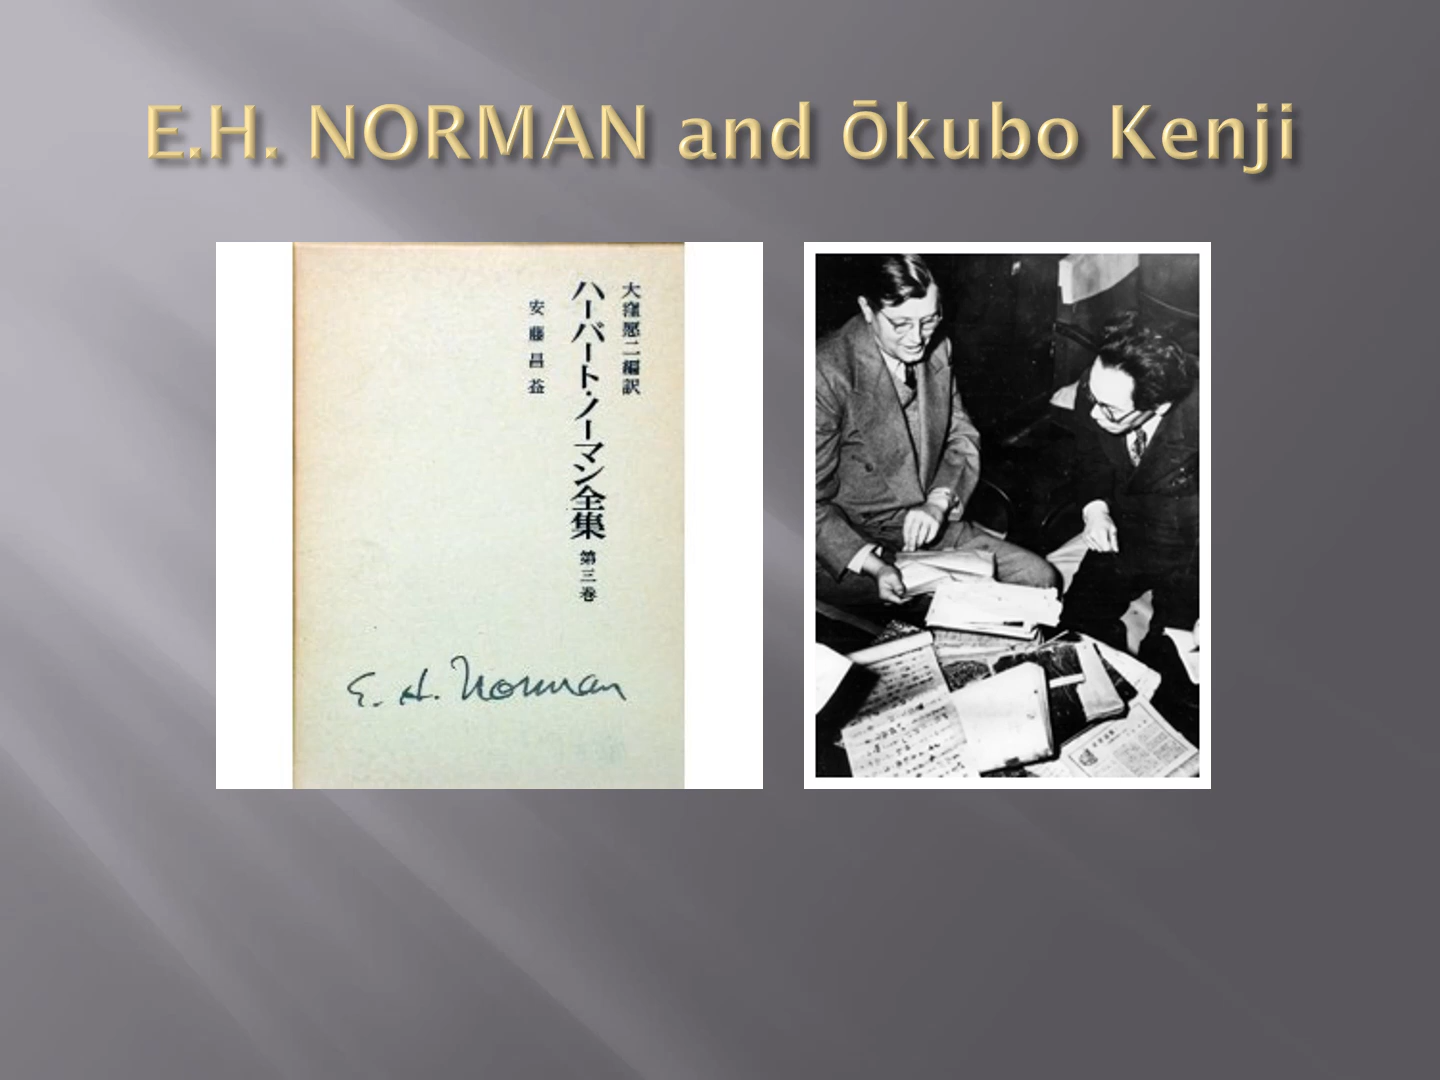 E.H. NORMAN and Ōkubo Kenji
大窪愿二編訳
ハーバート・ノーマン全集 第三巻
安藤昌益
E. H. Norman